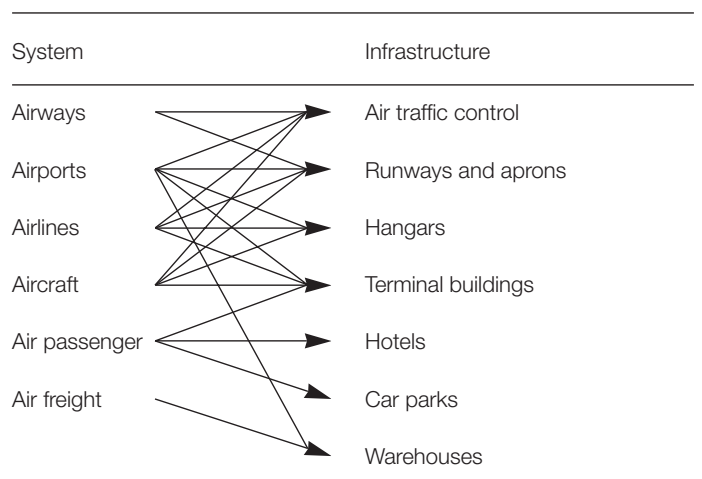 System Infrastructure
Airways Air traffic control
Airports Runways and aprons
Airlines Hangars
Aircraft Terminal buildings
Air passenger Hotels
Air freight Car parks
Warehouses